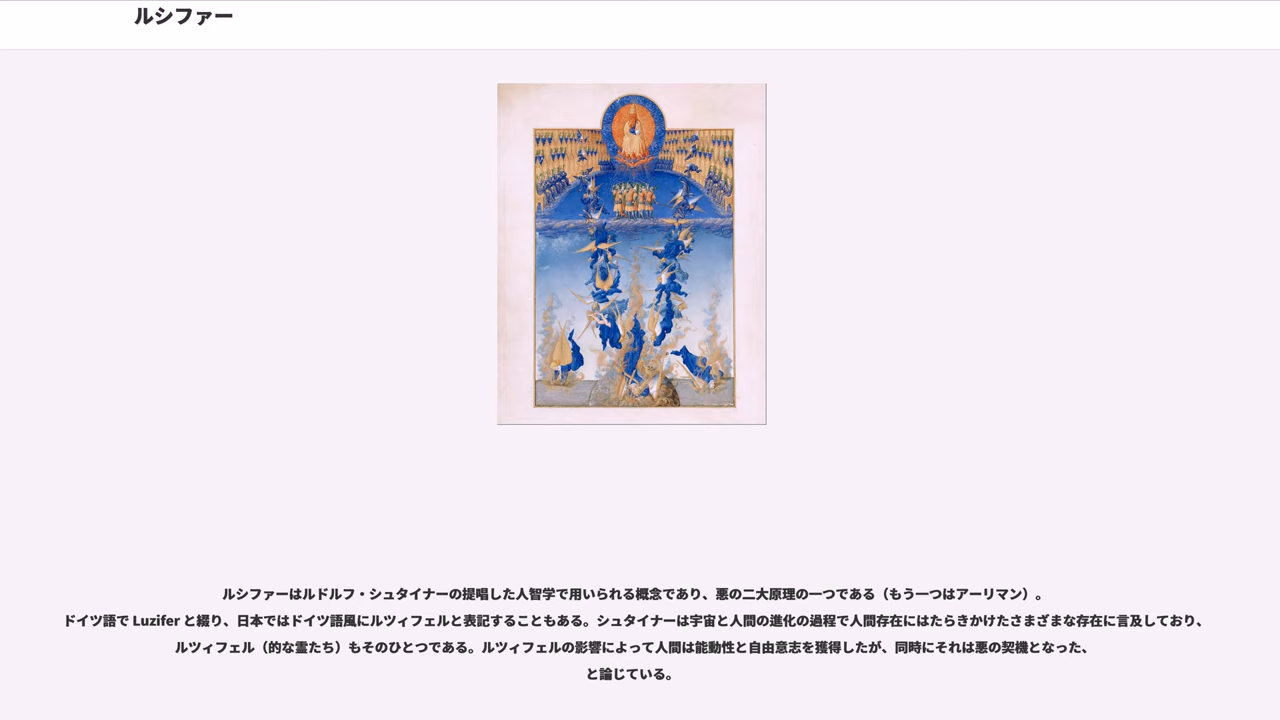 ルシファー
ルシファーはルドルフ・シュタイナーの提唱した人智学で用いられる概念であり、悪の二大原理の一つである（もう一つはアーリマン）。
ドイツ語で Luzifer と綴り、日本ではドイツ語風にルツィフェルと表記することもある。シュタイナーは宇宙と人間の進化の過程で人間存在にはたらきかけたさまざまな存在に言及しており、
ルツィフェル（的な霊たち）もそのひとつである。ルツィフェルの影響によって人間は能動性と自由意志を獲得したが、同時にそれは悪の契機となった、
と論じている。